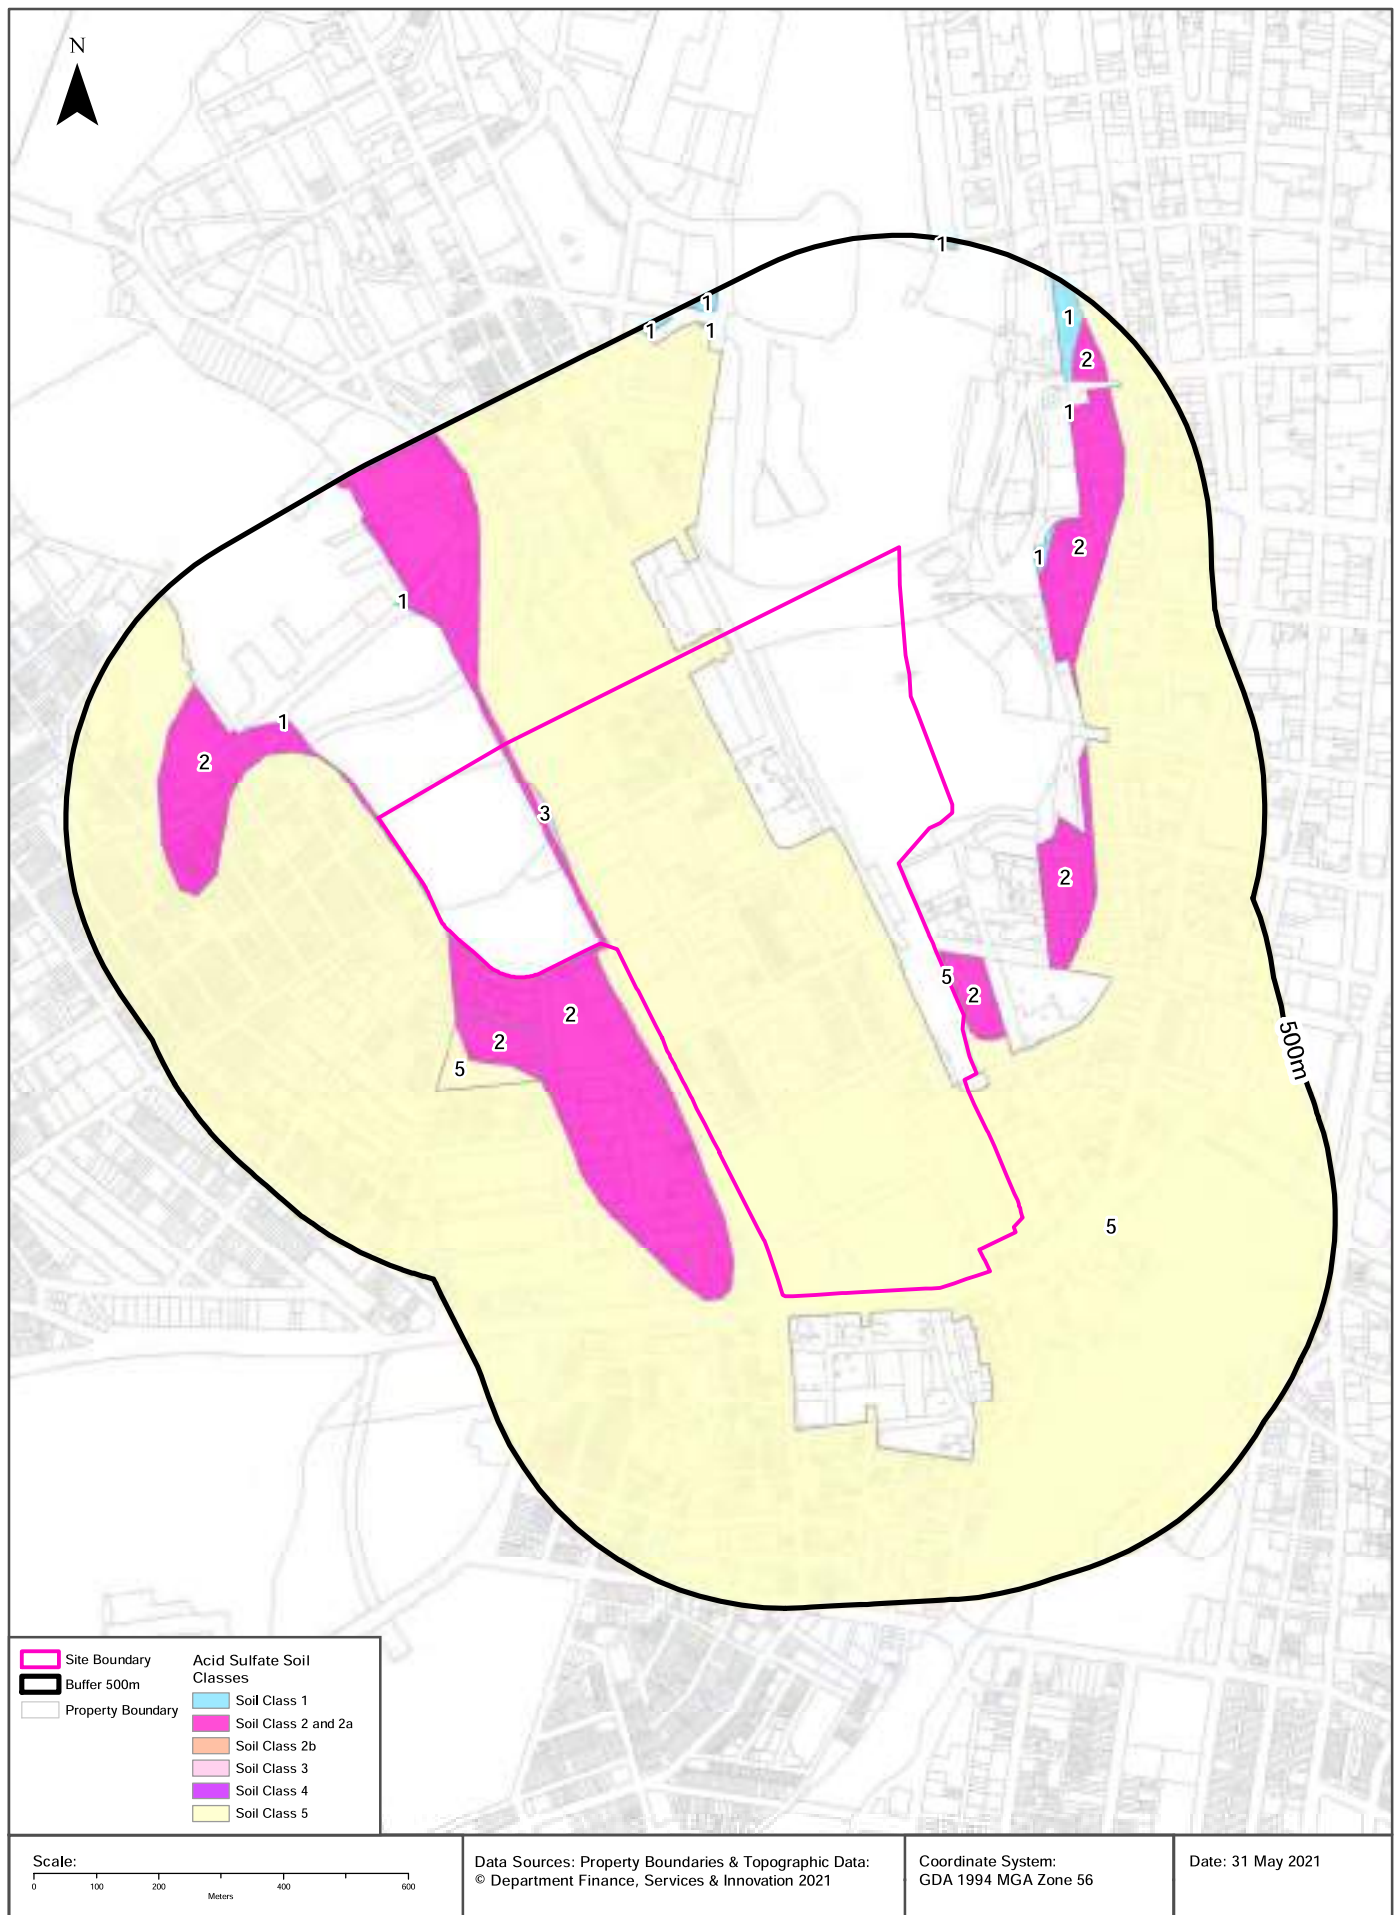 N
1
1
1
1
1
2
1
2
1
1
1
2
3
2
5
2
2
2
5
500m
5
Site Boundary
Buffer 500m
Property Boundary
Acid Sulfate Soil
Classes
Soil Class 1
Soil Class 2 and 2a
Soil Class 2b
Soil Class 3
Soil Class 4
Soil Class 5
Scale:
0 100 200 400 600
Meters
Data Sources: Property Boundaries & Topographic Data:
© Department Finance, Services & Innovation 2021
Coordinate System:
GDA 1994 MGA Zone 56
Date: 31 May 2021